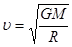 υ = √(GM/R)